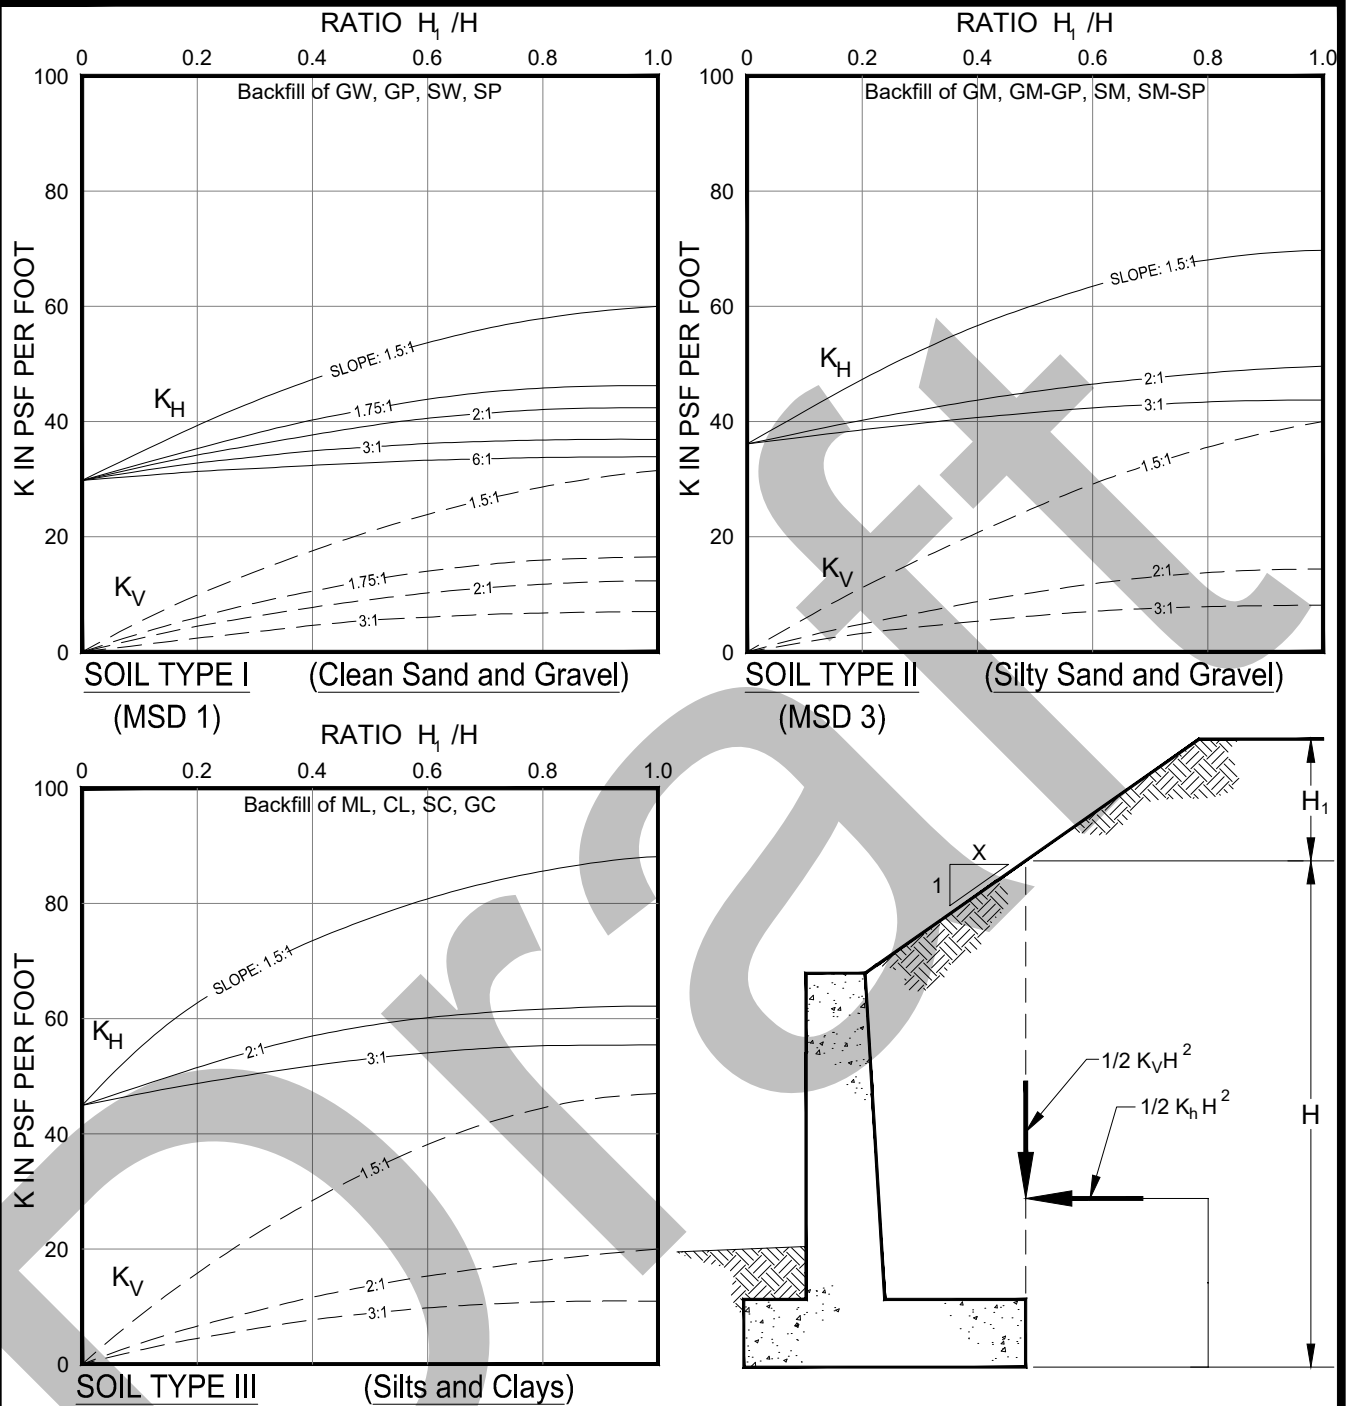 RATIO H1 /H
0 0.2 0.4 0.6 0.8 1.0
Backfill of GW, GP, SW, SP
100
80
60
40
20
0
K IN PSF PER FOOT
KH
SLOPE: 1.5:1
1.75:1
2:1
3:1
6:1
KV
1.5:1
1.75:1
2:1
3:1
SOIL TYPE I (Clean Sand and Gravel)
(MSD 1)
RATIO H1 /H
0 0.2 0.4 0.6 0.8 1.0
Backfill of GM, GM-GP, SM, SM-SP
100
80
60
40
20
0
K IN PSF PER FOOT
KH
SLOPE: 1.5:1
2:1
3:1
KV
1.5:1
2:1
3:1
SOIL TYPE II (Silty Sand and Gravel)
(MSD 3)
RATIO H1 /H
0 0.2 0.4 0.6 0.8 1.0
Backfill of ML, CL, SC, GC
100
80
60
40
20
0
K IN PSF PER FOOT
KH
SLOPE: 1.5:1
2:1
3:1
KV
1.5:1
2:1
3:1
SOIL TYPE III (Silts and Clays)
X
1
H1
H
1/2 KVH²
1/2 KhH²
Draft